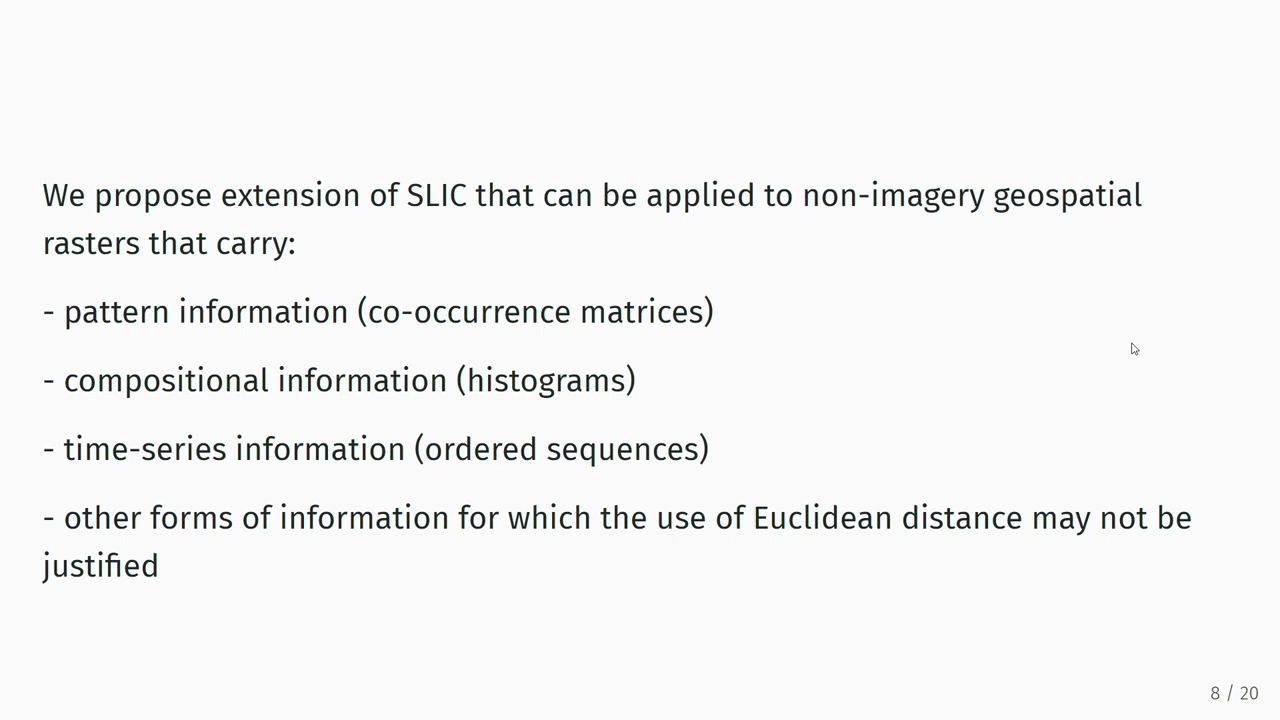 We propose extension of SLIC that can be applied to non-imagery geospatial
rasters that carry:
- pattern information (co-occurrence matrices)
- compositional information (histograms)
- time-series information (ordered sequences)
- other forms of information for which the use of Euclidean distance may not be
justified
8 / 20